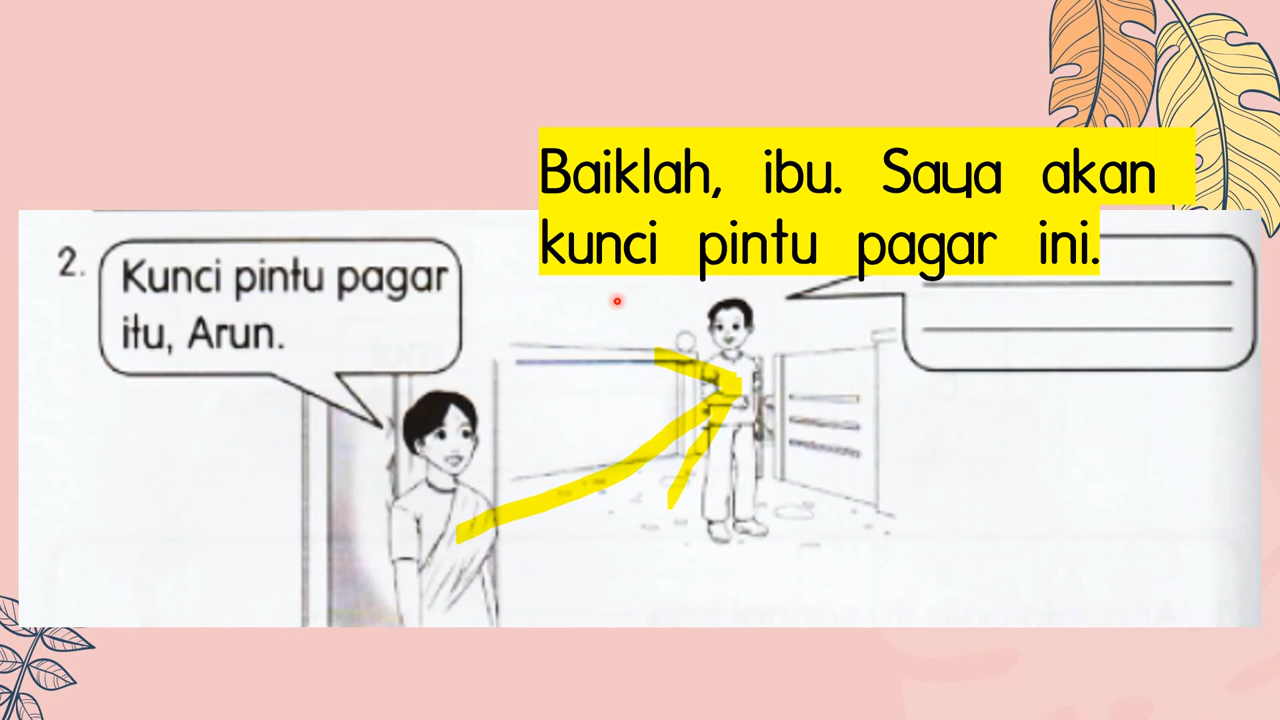 Baiklah, ibu. Saya akan
kunci pintu pagar ini.
2. Kunci pintu pagar
itu, Arun.